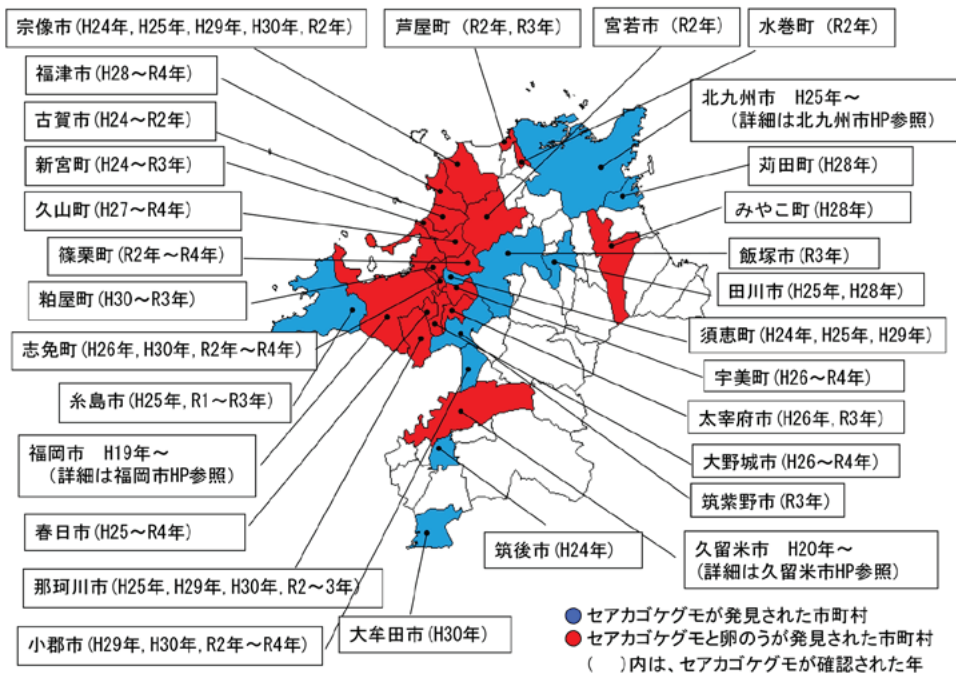 宗像市(H24年, H25年, H29年, H30年, R2年)
芦屋町 (R2年, R3年)
宮若市 (R2年)
水巻町 (R2年)
福津市(H28～R4年)
古賀市(H24～R2年)
新宮町(H24～R3年)
久山町(H27～R4年)
篠栗町(R2年～R4年)
粕屋町(H30～R3年)
志免町(H26年, H30年, R2年～R4年)
糸島市(H25年, R1～R3年)
福岡市 H19年～
(詳細は福岡市HP参照)
春日市(H25～R4年)
那珂川市(H25年, H29年, H30年, R2～3年)
小郡市(H29年, H30年, R2年～R4年)
大牟田市(H30年)
筑後市(H24年)
北九州市 H25年～
(詳細は北九州市HP参照)
苅田町(H28年)
みやこ町(H28年)
飯塚市(R3年)
田川市(H25年, H28年)
須恵町(H24年, H25年, H29年)
宇美町(H26～R4年)
太宰府市(H26年, R3年)
大野城市(H26～R4年)
筑紫野市(R3年)
久留米市 H20年～
(詳細は久留米市HP参照)
セアカゴケグモが発見された市町村
セアカゴケグモと卵のうが発見された市町村
( )内は、セアカゴケグモが確認された年